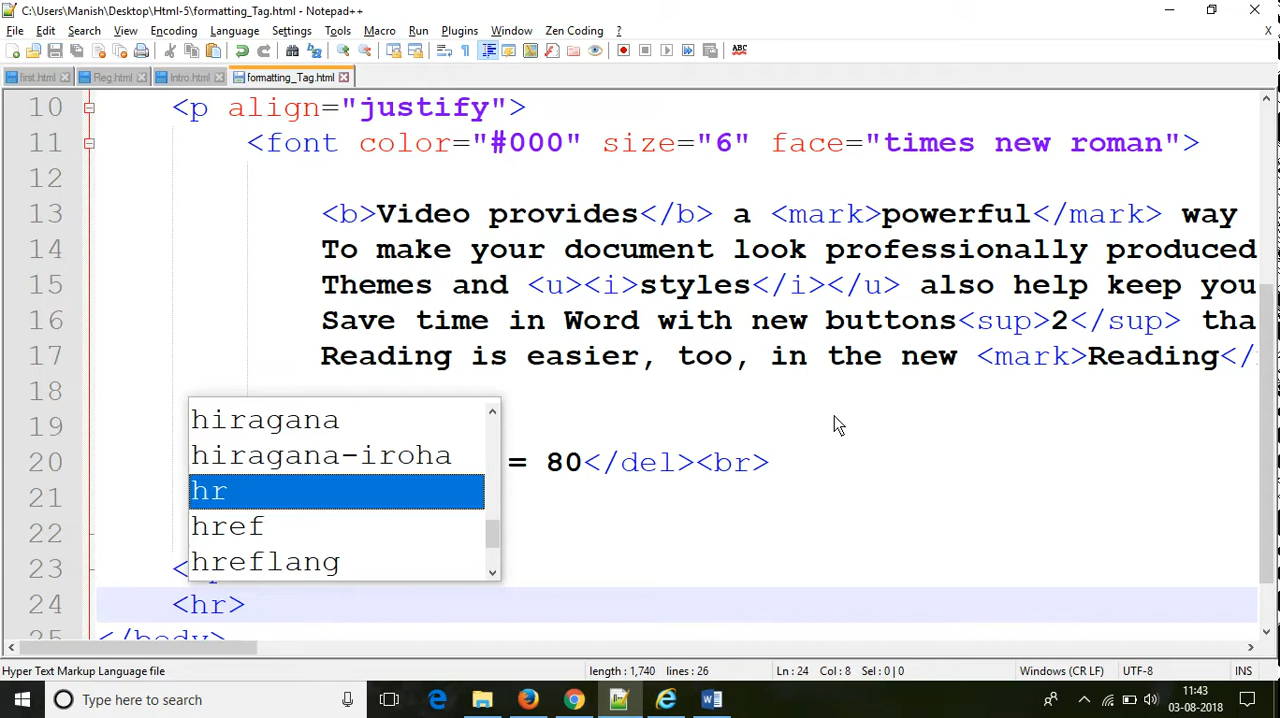 C:\Users\Manish\Desktop\Html-5\formatting_Tag.html - Notepad++
File Edit Search View Encoding Language Settings Tools Macro Run Plugins Window Zen Coding ? X
ABC
first.html Reg.html Intro.html formatting_Tag.html
10 <p align="justify">
11 <font color="#000" size="6" face="times new roman">
12
13 <b>Video provides</b> a <mark>powerful</mark> way
14 To make your document look professionally produced
15 Themes and <u><i>styles</i></u> also help keep you
16 Save time in Word with new buttons<sup>2</sup> tha
17 Reading is easier, too, in the new <mark>Reading</
18
hiragana
19
hiragana-iroha
20 = 80</del><br>
hr
21
href
22
hreflang
23 <
24 <hr>
25 </body>
Hyper Text Markup Language file length : 1,740 lines : 26 Ln : 24 Col : 8 Sel : 0 | 0 Windows (CR LF) UTF-8 INS
Type here to search
11:43
03-08-2018